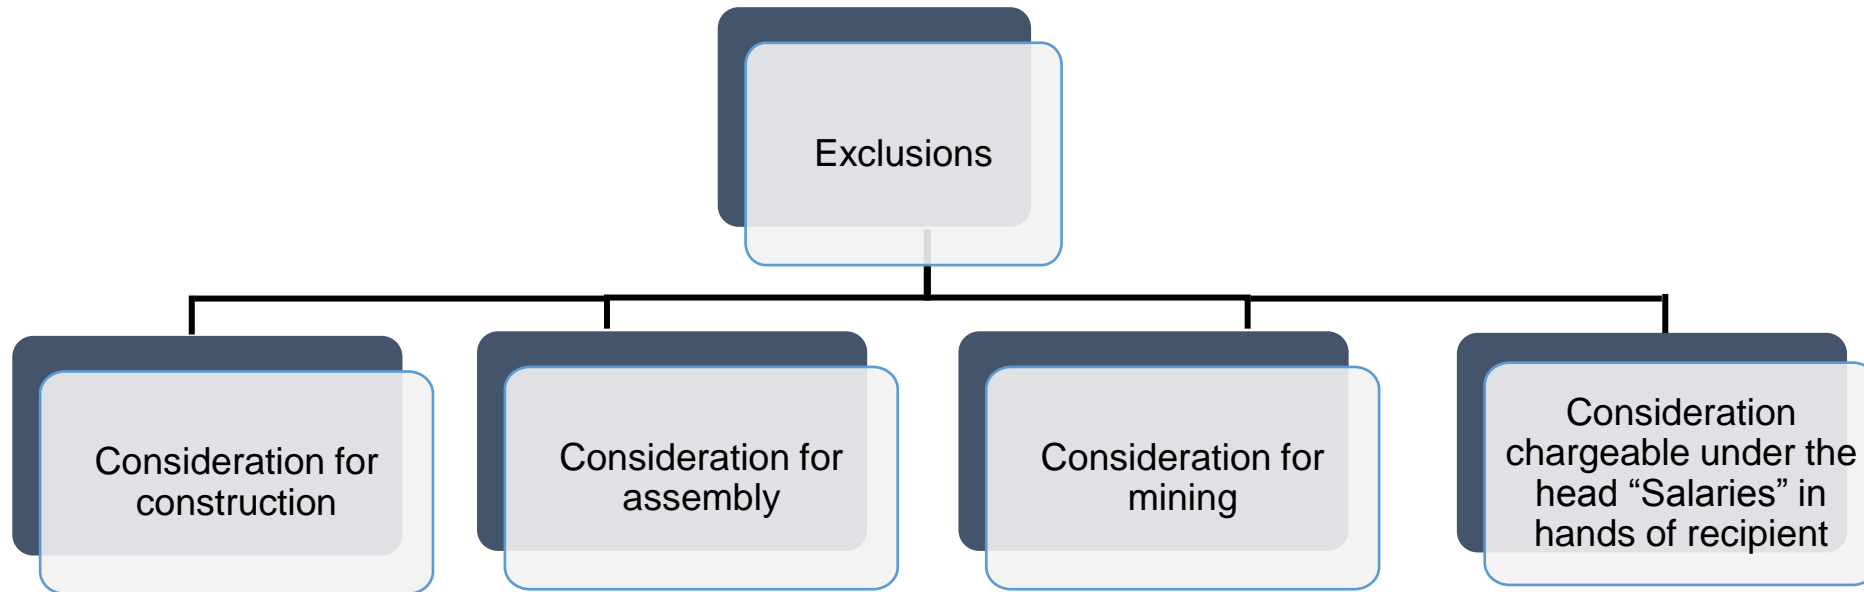 Exclusions
Consideration for
construction
Consideration for
assembly
Consideration for
mining
Consideration
chargeable under the
head “Salaries” in
hands of recipient